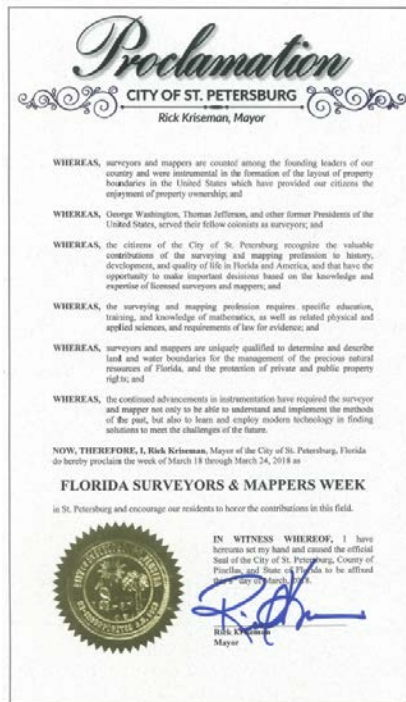 Proclamation
CITY OF ST. PETERSBURG
Rick Kriseman, Mayor
WHEREAS, surveyors and mappers are counted among the founding leaders of our
country and were instrumental in the formation of the layout of property
boundaries in the United States which have provided our citizens the
enjoyment of property ownership; and
WHEREAS, George Washington, Thomas Jefferson, and other former Presidents of the
United States, served their fellow colonists as surveyors; and
WHEREAS, the citizens of the City of St. Petersburg recognize the valuable
contributions of the surveying and mapping profession to history,
development, and quality of life in Florida and America, and that have the
opportunity to make important decisions based on the knowledge and
expertise of licensed surveyors and mappers; and
WHEREAS, the surveying and mapping profession requires specific education,
training, and knowledge of mathematics, as well as related physical and
applied sciences, and requirements of law for evidence; and
WHEREAS, surveyors and mappers are uniquely qualified to determine and describe
land and water boundaries for the management of the precious natural
resources of Florida, and the protection of private and public property
rights; and
WHEREAS, the continued advancements in instrumentation have required the surveyor
and mapper not only to be able to understand and implement the methods
of the past, but also to learn and employ modern technology in finding
solutions to meet the challenges of the future.
NOW, THEREFORE, I, Rick Kriseman, Mayor of the City of St. Petersburg, Florida
do hereby proclaim the week of March 18 through March 24, 2018 as
FLORIDA SURVEYORS & MAPPERS WEEK
in St. Petersburg and encourage our residents to honor the contributions in this field.
IN WITNESS WHEREOF, I have
hereunto set my hand and caused the official
Seal of the City of St. Petersburg, County of
Pinellas, and State of Florida to be affixed
this day of March, 2018.
Rick Kriseman
Mayor